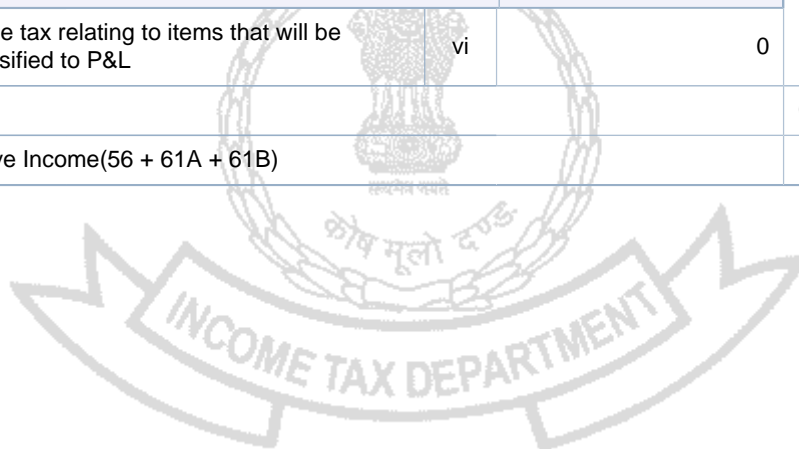 e tax relating to items that will be
sified to P&L
vi
0
ve Income(56 + 61A + 61B)
सत्यमेव जयते
कोष मूलो दण्डः
INCOME TAX DEPARTMENT